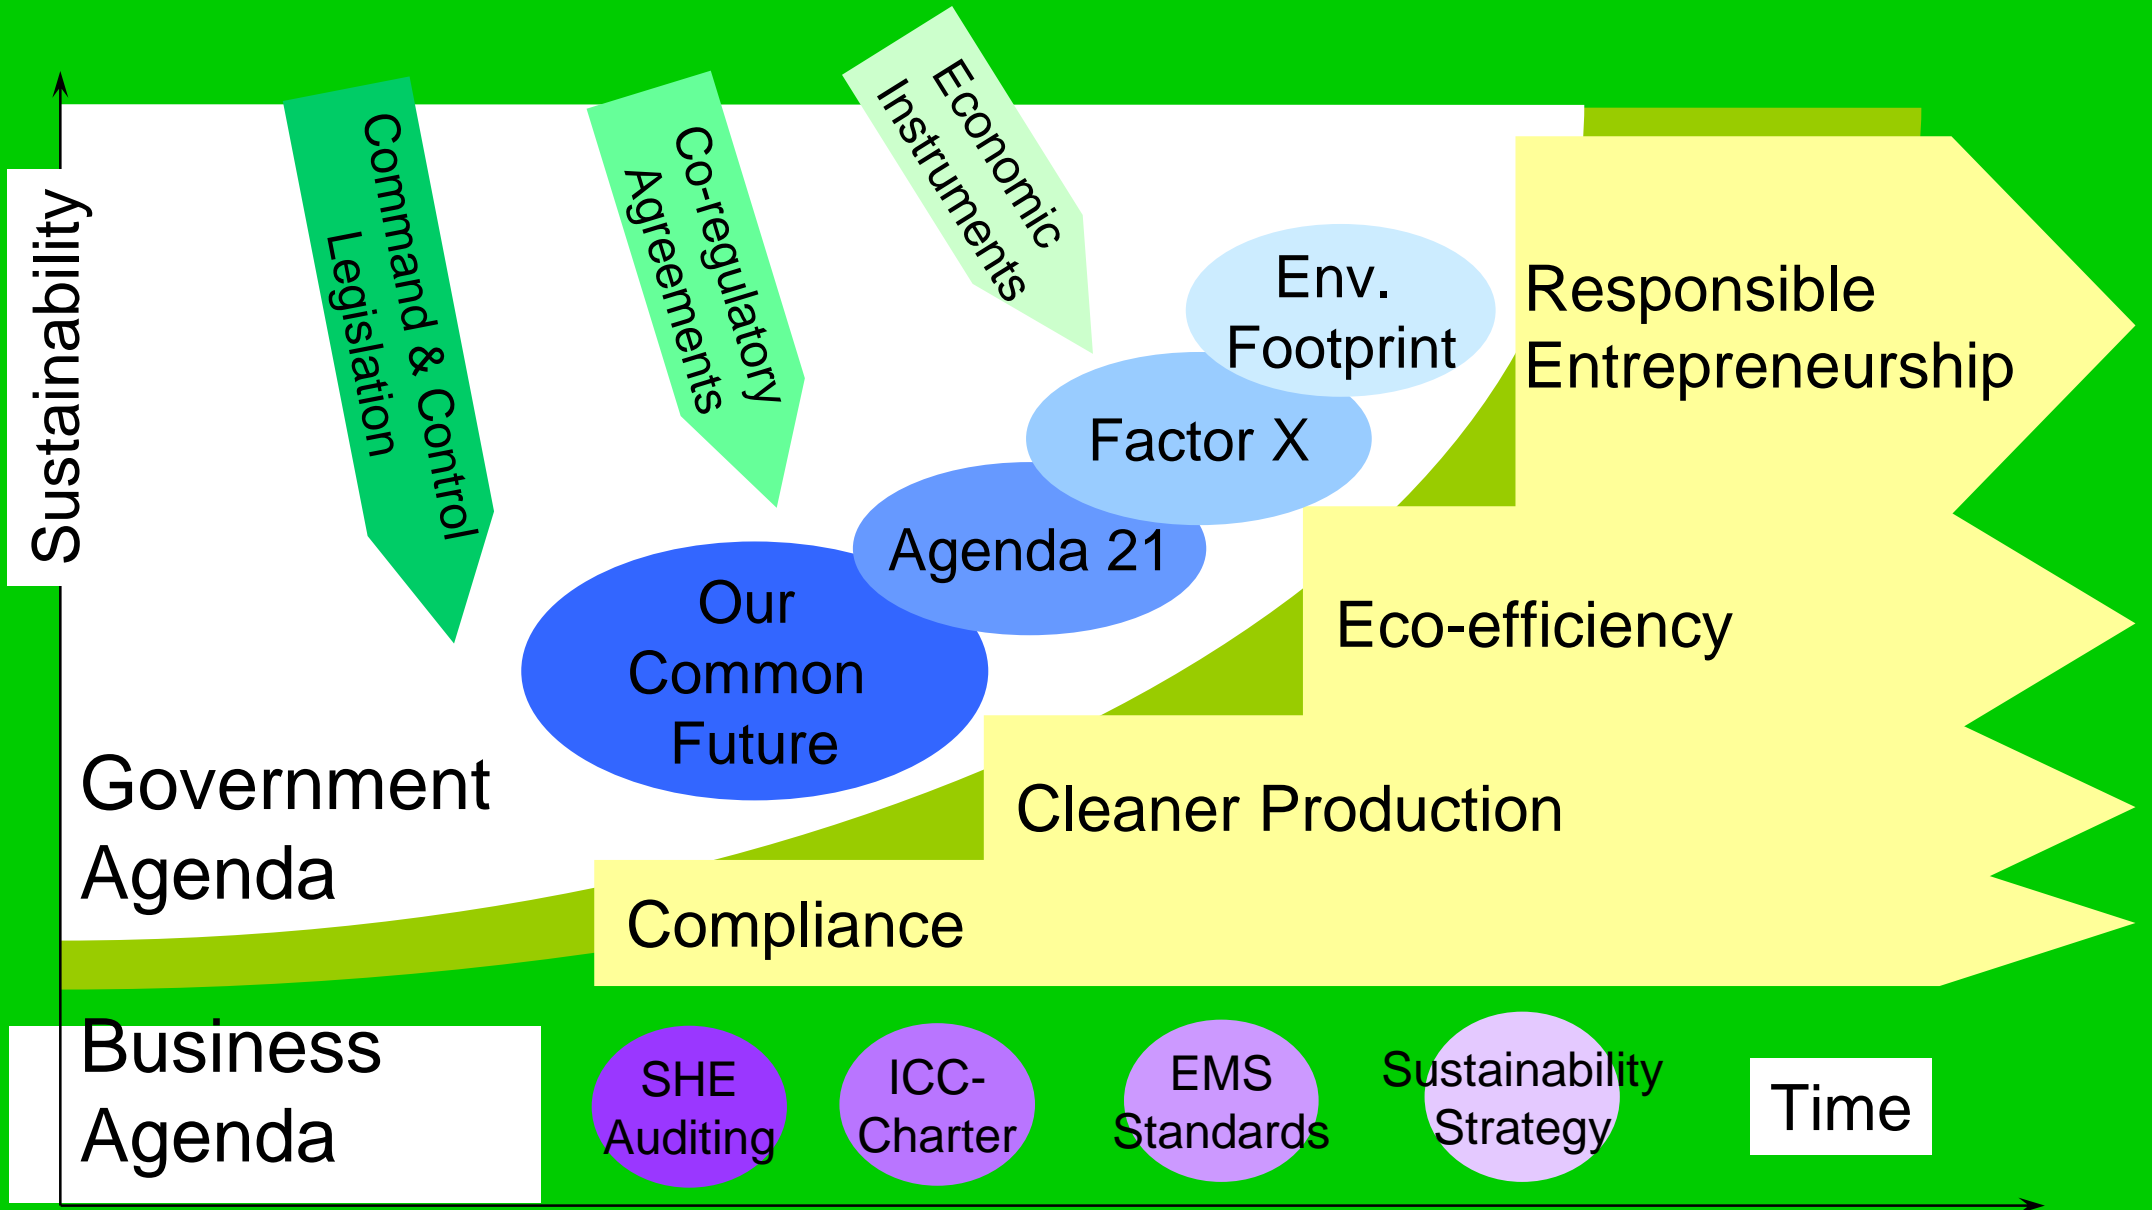 Sustainability
Command & Control
Legislation
Co-regulatory
Agreements
Economic
Instruments
Env.
Footprint
Factor X
Agenda 21
Our
Common
Future
Responsible
Entrepreneurship
Eco-efficiency
Cleaner Production
Compliance
Government
Agenda
Business
Agenda
SHE
Auditing
ICC-
Charter
EMS
Standards
Sustainability
Strategy
Time